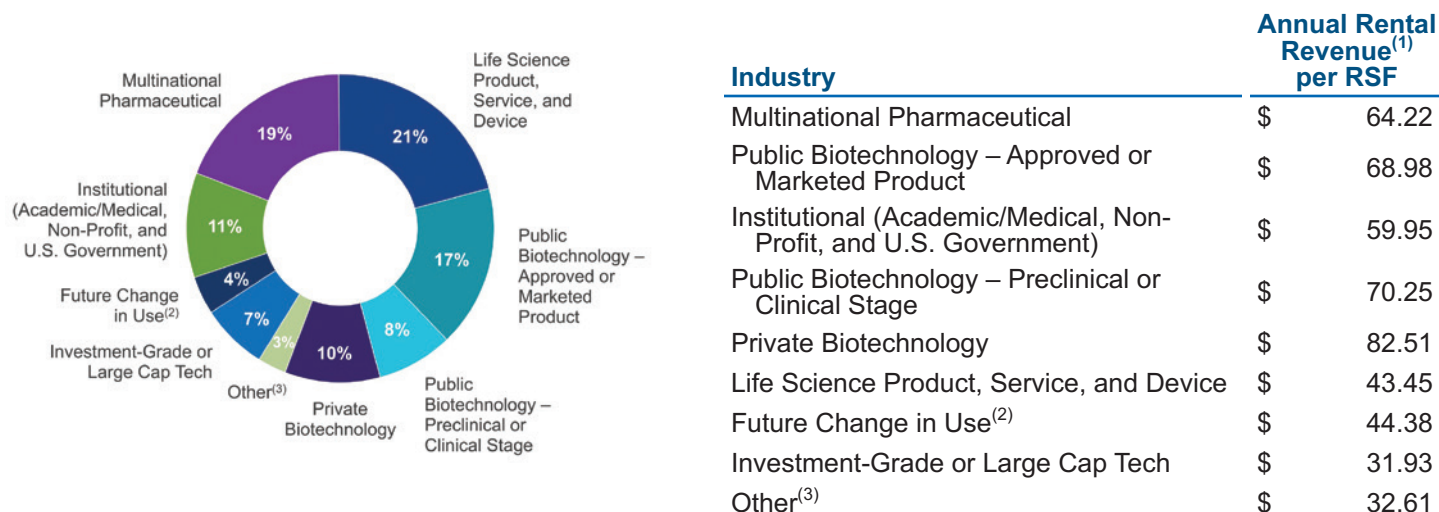 Multinational
Pharmaceutical
Life Science
Product,
Service, and
Device
19%
21%
Institutional
(Academic/Medical,
Non-Profit, and
U.S. Government)
11%
17%
Public
Biotechnology –
Approved or
Marketed
Product
4%
Future Change
in Use(2)
7%
8%
3%
10%
Investment-Grade or
Large Cap Tech
Other(3)
Private
Biotechnology
Public
Biotechnology –
Preclinical or
Clinical Stage
Annual Rental
Revenue(1)
Industry per RSF
Multinational Pharmaceutical $ 64.22
Public Biotechnology – Approved or
Marketed Product $ 68.98
Institutional (Academic/Medical, Non-
Profit, and U.S. Government) $ 59.95
Public Biotechnology – Preclinical or
Clinical Stage $ 70.25
Private Biotechnology $ 82.51
Life Science Product, Service, and Device $ 43.45
Future Change in Use(2) $ 44.38
Investment-Grade or Large Cap Tech $ 31.93
Other(3) $ 32.61